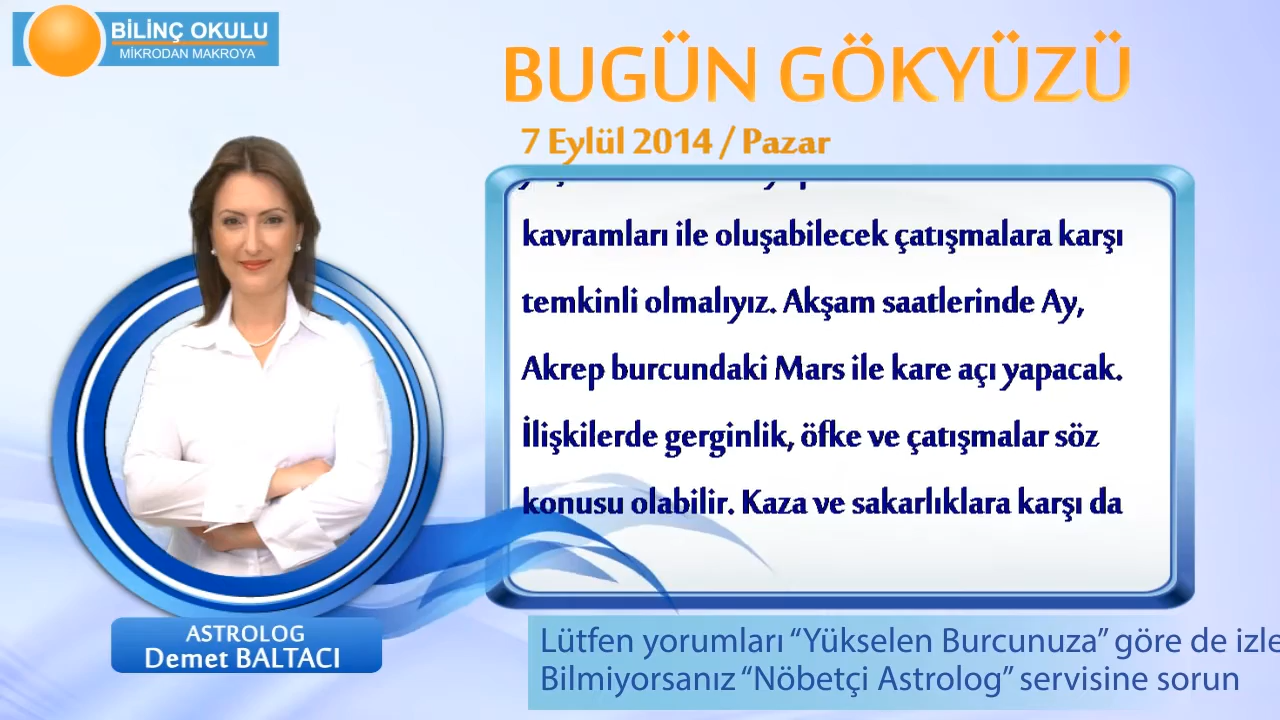 BİLİNÇ OKULU
MİKRODAN MAKROYA
BUGÜN GÖKYÜZÜ
7 Eylül 2014 / Pazar
kavramları ile oluşabilecek çatışmalara karşı
temkinli olmalıyız. Akşam saatlerinde Ay,
Akrep burcundaki Mars ile kare açı yapacak.
İlişkilerde gerginlik, öfke ve çatışmalar söz
konusu olabilir. Kaza ve sakarlıklara karşı da
ASTROLOG
Demet BALTACI
Lütfen yorumları “Yükselen Burcunuza” göre de izle
Bilmiyorsanız “Nöbetçi Astrolog” servisine sorun